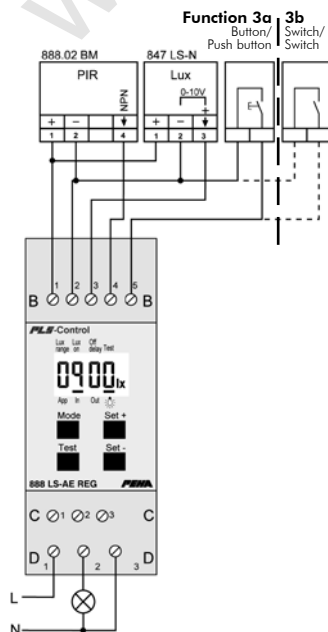 Function 3a 3b
Button/ Switch/
Push button Switch
888.02 BM 847 LS-N
PIR Lux
NPN 0-10V +
+ − + −
1 2 4 1 2 3
1 2 3 4 5
B B
PLS-Control
Lux range Lux on Off delay Test
0900lx
App In Out
Mode Set +
Test Set -
888 LS-AE REG PEHA
C 1 2 3 C
D D
1 2 3
L
N